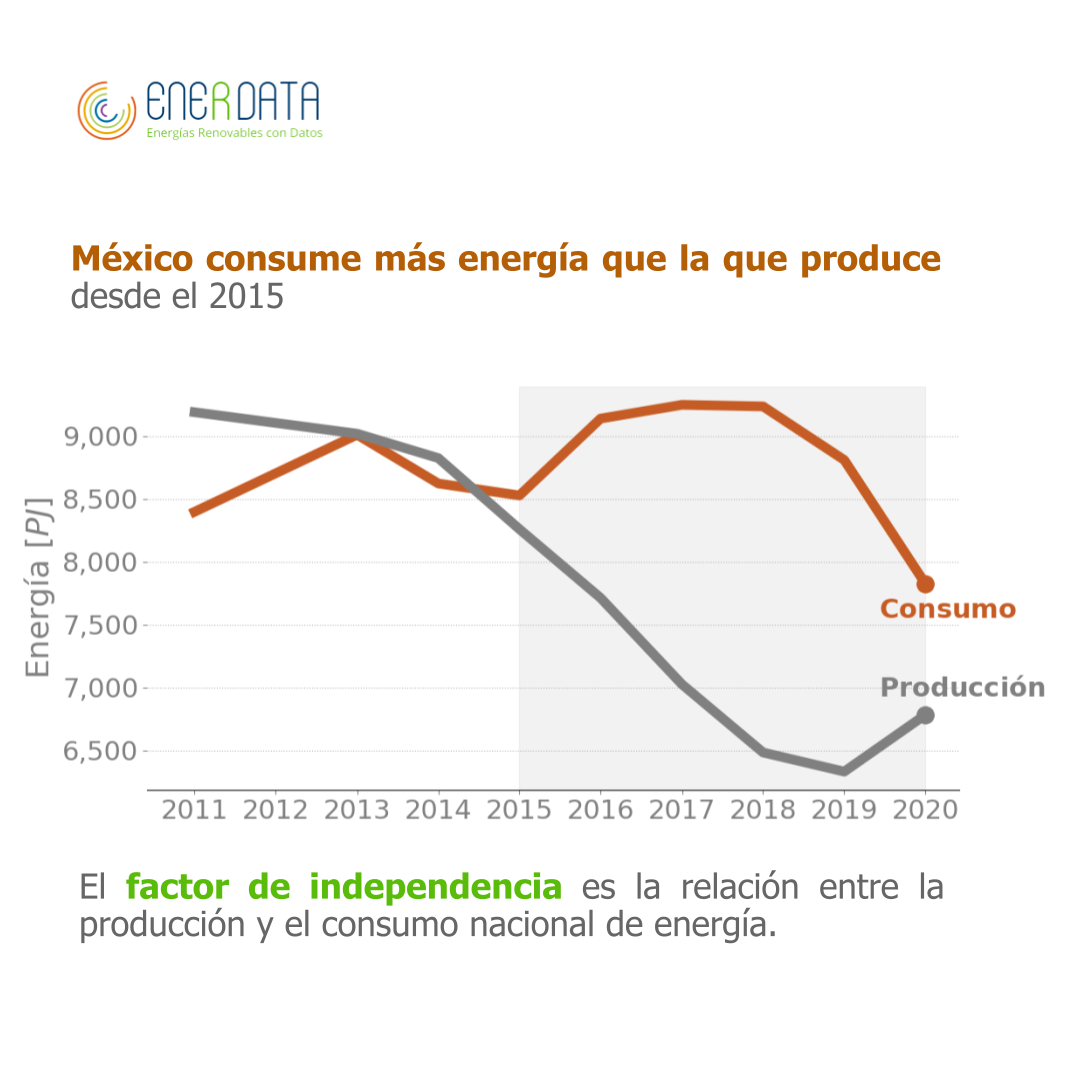 ENERDATA
Energías Renovables con Datos
México consume más energía que la que produce
desde el 2015
Energía [PJ]
9,000
8,500
8,000
7,500
7,000
6,500
Consumo
Producción
2011 2012 2013 2014 2015 2016 2017 2018 2019 2020
El factor de independencia es la relación entre la
producción y el consumo nacional de energía.